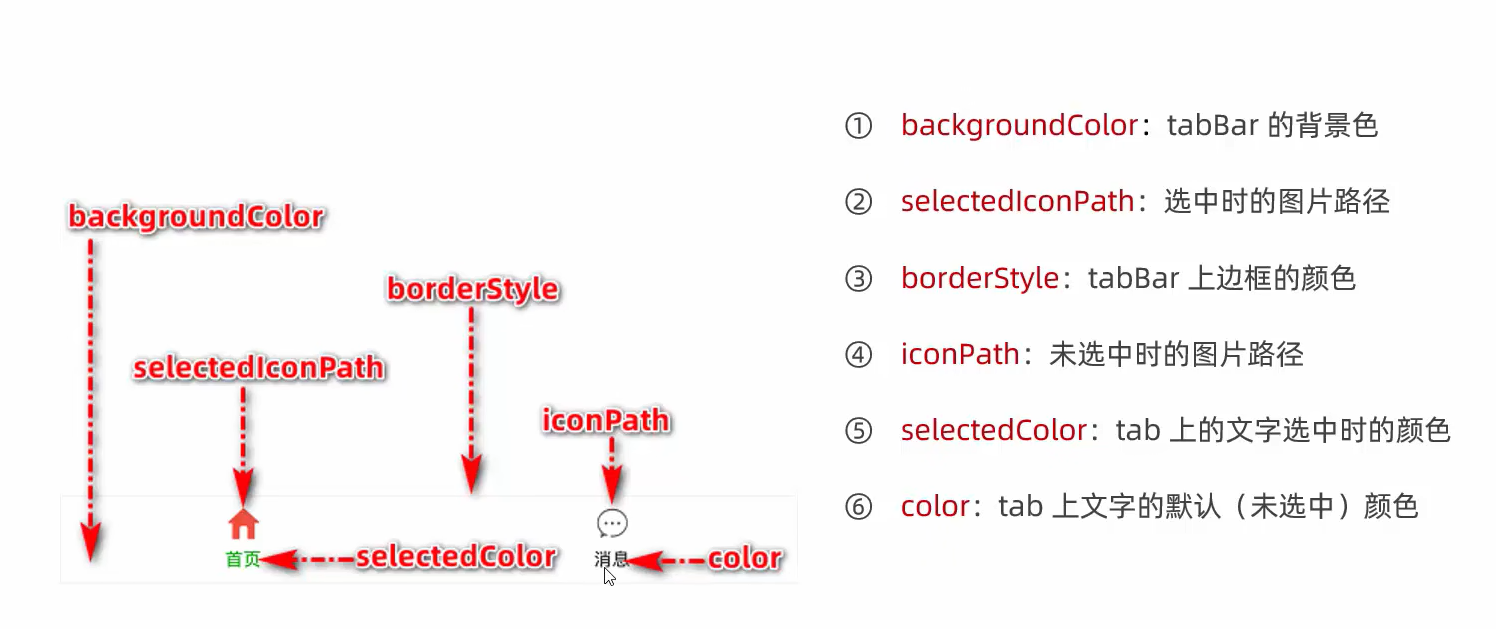 backgroundColor
borderStyle
selectedIconPath
iconPath
首页
selectedColor
消息
color
① backgroundColor：tabBar 的背景色
② selectedIconPath：选中时的图片路径
③ borderStyle：tabBar 上边框的颜色
④ iconPath：未选中时的图片路径
⑤ selectedColor：tab 上的文字选中时的颜色
⑥ color：tab 上文字的默认（未选中）颜色